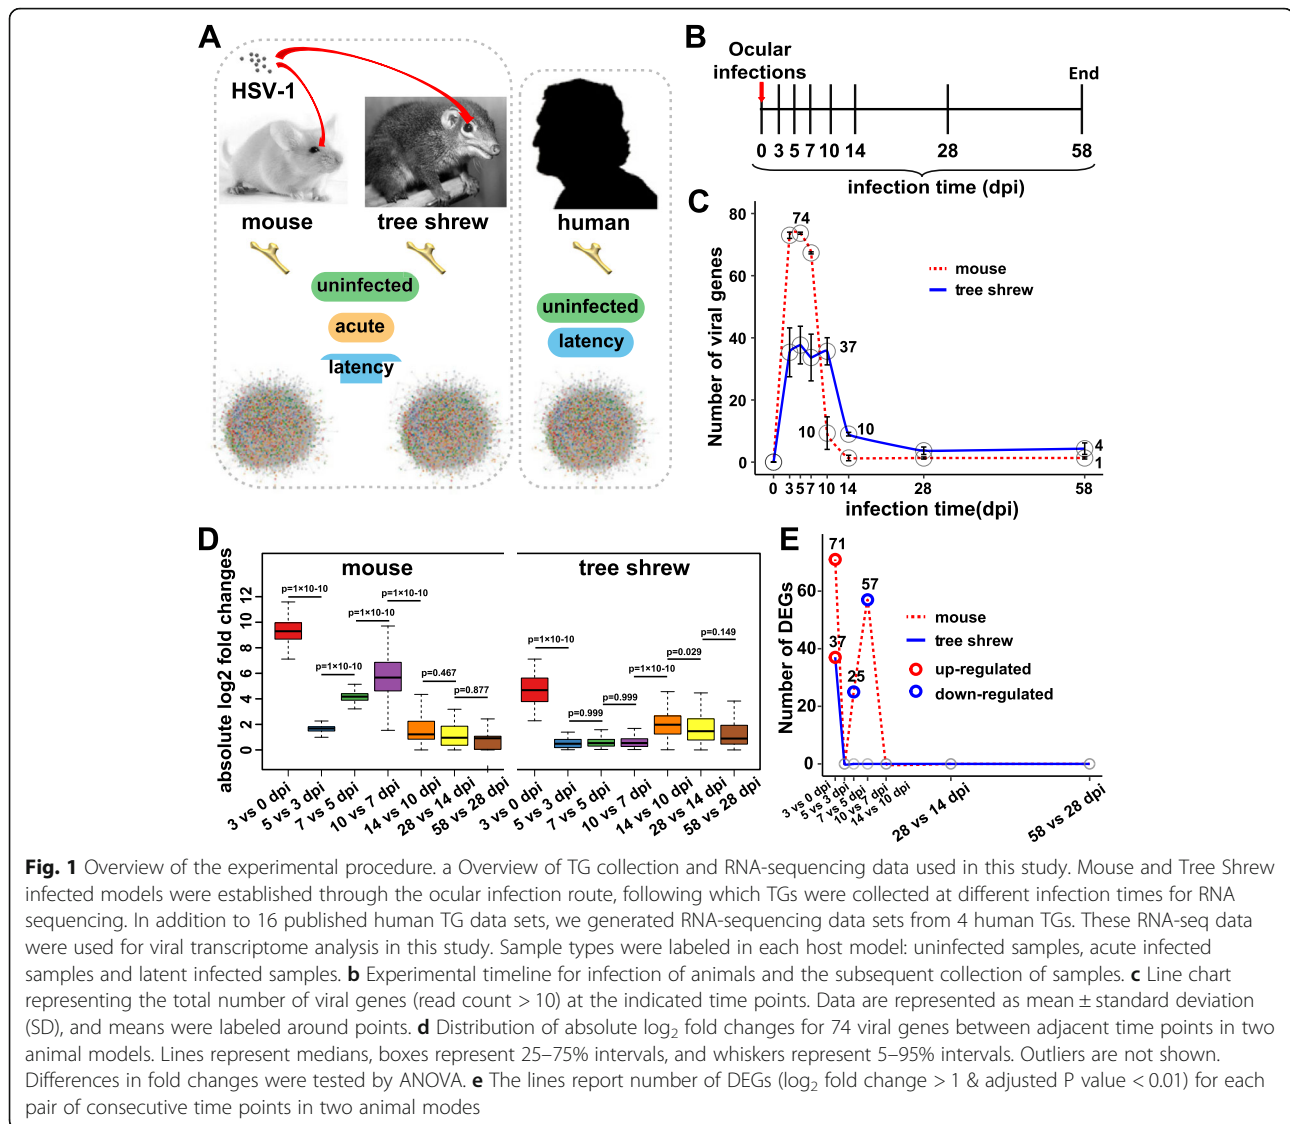 A
HSV-1
mouse
tree shrew
human
uninfected
acute
latency
uninfected
latency
B
Ocular
infections
End
0 3 5 7 10 14 28 58
infection time (dpi)
C
Number of viral genes
80
60
40
20
0
74
37
10
10
4
1
mouse
tree shrew
0 3 5 7 10 14 28 58
infection time(dpi)
D
absolute log2 fold changes
12
10
8
6
4
2
0
mouse
p=1×10-10
p=1×10-10
p=1×10-10
p=1×10-10
p=0.467
p=0.877
3 vs 0 dpi
5 vs 3 dpi
7 vs 5 dpi
10 vs 7 dpi
14 vs 10 dpi
28 vs 14 dpi
58 vs 28 dpi
tree shrew
p=1×10-10
p=0.999
p=0.999
p=1×10-10
p=0.029
p=0.149
3 vs 0 dpi
5 vs 3 dpi
7 vs 5 dpi
10 vs 7 dpi
14 vs 10 dpi
28 vs 14 dpi
58 vs 28 dpi
E
Number of DEGs
60
40
20
0
71
37
25
57
mouse
tree shrew
up-regulated
down-regulated
3 vs 0 dpi
5 vs 3 dpi
7 vs 5 dpi
10 vs 7 dpi
14 vs 10 dpi
28 vs 14 dpi
58 vs 28 dpi
Fig. 1 Overview of the experimental procedure. a Overview of TG collection and RNA-sequencing data used in this study. Mouse and Tree Shrew
infected models were established through the ocular infection route, following which TGs were collected at different infection times for RNA
sequencing. In addition to 16 published human TG data sets, we generated RNA-sequencing data sets from 4 human TGs. These RNA-seq data
were used for viral transcriptome analysis in this study. Sample types were labeled in each host model: uninfected samples, acute infected
samples and latent infected samples. b Experimental timeline for infection of animals and the subsequent collection of samples. c Line chart
representing the total number of viral genes (read count > 10) at the indicated time points. Data are represented as mean ± standard deviation
(SD), and means were labeled around points. d Distribution of absolute log₂ fold changes for 74 viral genes between adjacent time points in two
animal models. Lines represent medians, boxes represent 25–75% intervals, and whiskers represent 5–95% intervals. Outliers are not shown.
Differences in fold changes were tested by ANOVA. e The lines report number of DEGs (log₂ fold change > 1 & adjusted P value < 0.01) for each
pair of consecutive time points in two animal modes